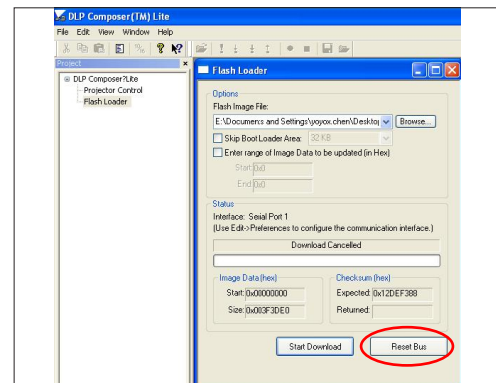 DLP Composer(TM) Lite
File Edit View Window Help
Project
DLP Composer?Lite
Projector Control
Flash Loader
Flash Loader
Options
Flash Image File:
E:\Documents and Settings\yoyox.chen\Desktop Browse...
Skip Boot Loader Area: 32 KB
Enter range of Image Data to be updated (in Hex)
Start: 0x0
End: 0x0
Status
Interface: Serial Port 1
(Use Edit->Preferences to configure the communication interface.)
Download Cancelled
Image Data (hex)
Start: 0x00000000
Size: 0x003F3DE0
Checksum (hex)
Expected: 0x12DEF388
Returned:
Start Download Reset Bus